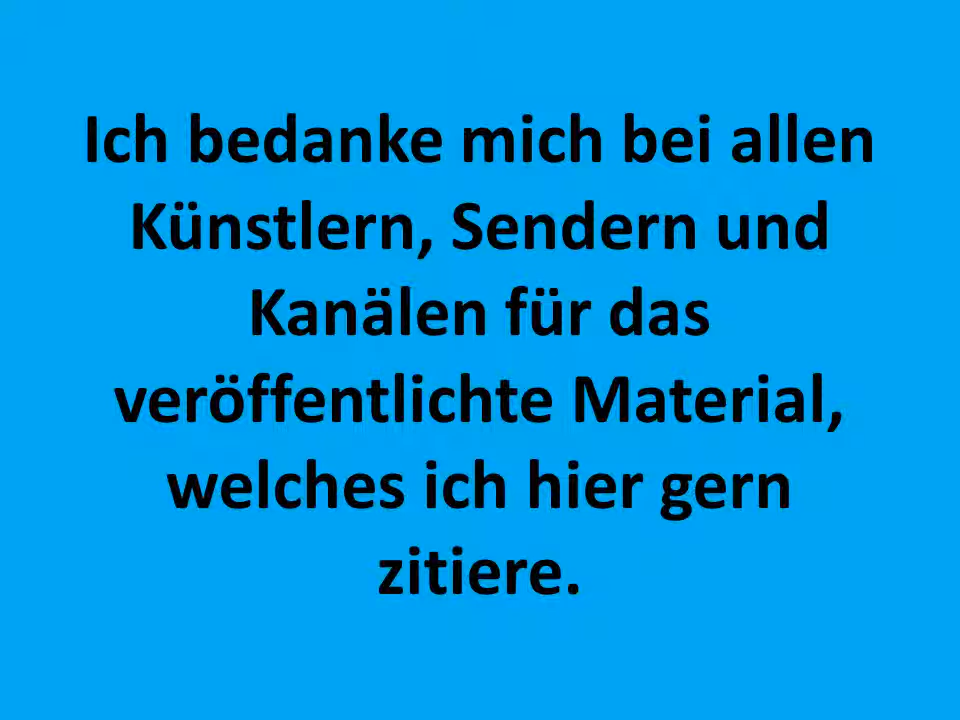 Ich bedanke mich bei allen
Künstlern, Sendern und
Kanälen für das
veröffentlichte Material,
welches ich hier gern
zitiere.